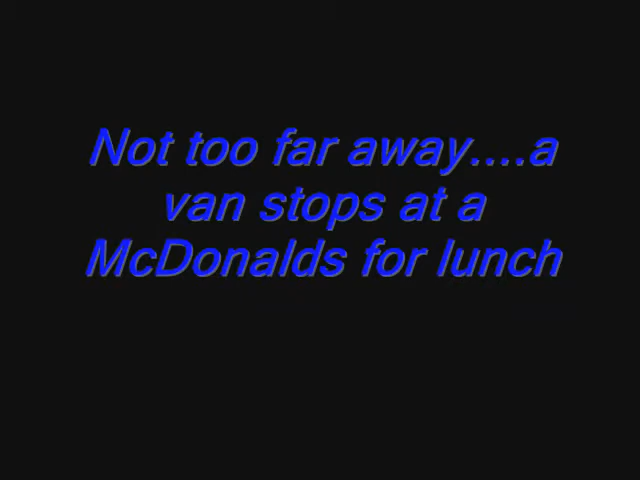 Not too far away....a
van stops at a
McDonalds for lunch